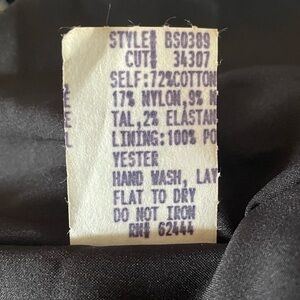 STYLE# BS0389
CUT# 34307
SELF:72%COTTON
17% NYLON,9% M
TAL,2% ELASTAN
LINING:100% PO
YESTER
HAND WASH, LAY
FLAT TO DRY
DO NOT IRON
RN# 62444